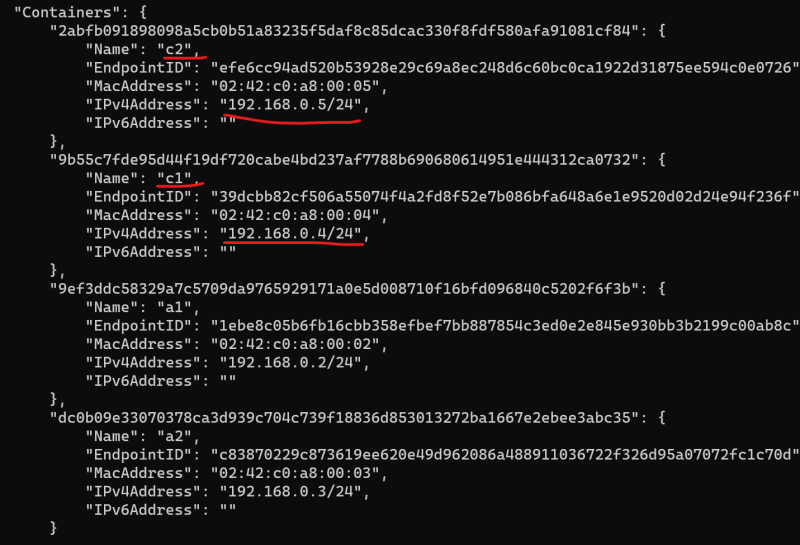 "Containers": {
"2abfb091898098a5cb0b51a83235f5daf8c85dcac330f8fdf580afa91081cf84": {
"Name": "c2",
"EndpointID": "efe6cc94ad520b53928e29c69a8ec248d6c60bc0ca1922d31875ee594c0e0726"
"MacAddress": "02:42:c0:a8:00:05",
"IPv4Address": "192.168.0.5/24",
"IPv6Address": ""
},
"9b55c7fde95d44f19df720cabe4bd237af7788b690680614951e444312ca0732": {
"Name": "c1",
"EndpointID": "39dcbb82cf506a55074f4a2fd8f52e7b086bfa648a6e1e9520d02d24e94f236f"
"MacAddress": "02:42:c0:a8:00:04",
"IPv4Address": "192.168.0.4/24",
"IPv6Address": ""
},
"9ef3ddc58329a7c5709da9765929171a0e5d008710f16bfd096840c5202f6f3b": {
"Name": "a1",
"EndpointID": "1ebe8c05b6fb16cbb358efbef7bb887854c3ed0e2e845e930bb3b2199c00ab8c"
"MacAddress": "02:42:c0:a8:00:02",
"IPv4Address": "192.168.0.2/24",
"IPv6Address": ""
},
"dc0b09e33070378ca3d939c704c739f18836d853013272ba1667e2ebee3abc35": {
"Name": "a2",
"EndpointID": "c83870229c873619ee620e49d962086a488911036722f326d95a07072fc1c70d"
"MacAddress": "02:42:c0:a8:00:03",
"IPv4Address": "192.168.0.3/24",
"IPv6Address": ""
}